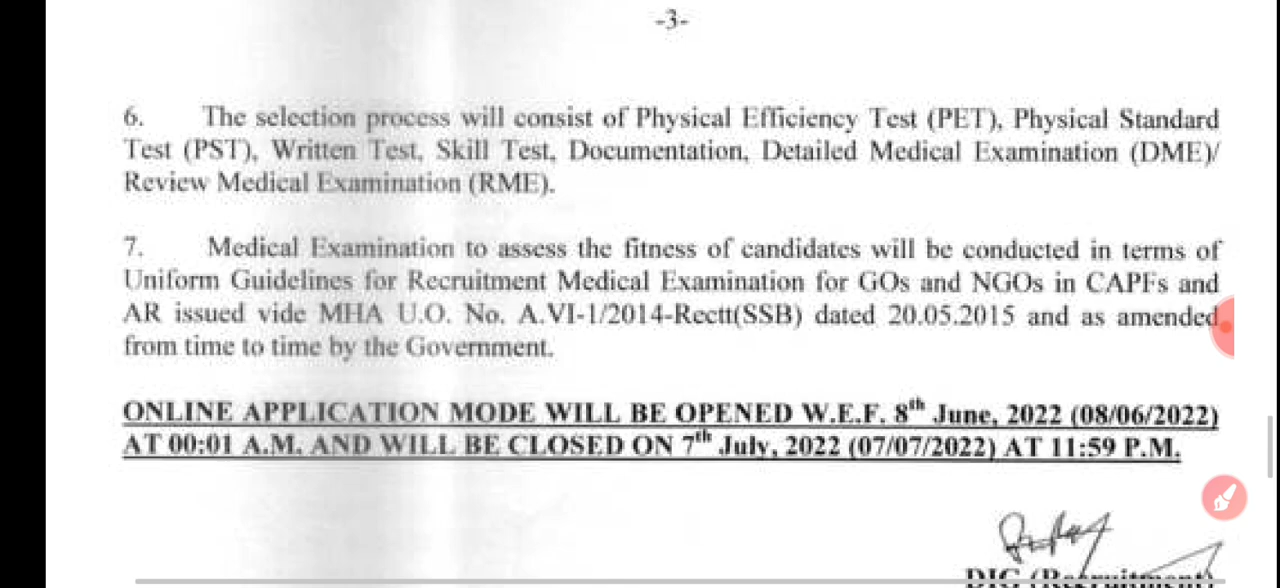 -3-
6. The selection process will consist of Physical Efficiency Test (PET), Physical Standard
Test (PST), Written Test, Skill Test, Documentation, Detailed Medical Examination (DME)/
Review Medical Examination (RME).
7. Medical Examination to assess the fitness of candidates will be conducted in terms of
Uniform Guidelines for Recruitment Medical Examination for GOs and NGOs in CAPFs and
AR issued vide MHA U.O. No. A.VI-1/2014-Rectt(SSB) dated 20.05.2015 and as amended
from time to time by the Government.
ONLINE APPLICATION MODE WILL BE OPENED W.E.F. 8th June, 2022 (08/06/2022)
AT 00:01 A.M. AND WILL BE CLOSED ON 7th July, 2022 (07/07/2022) AT 11:59 P.M.
DIG (Recruitment)